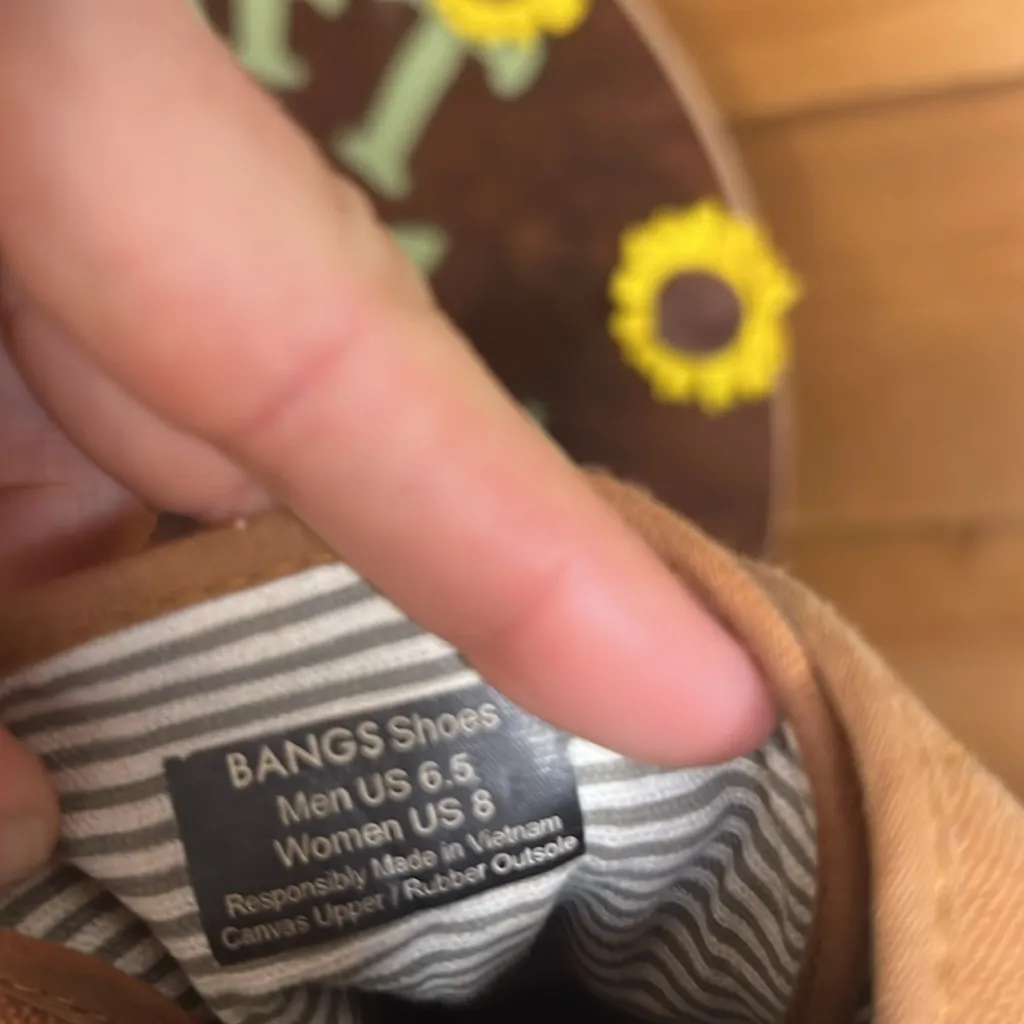 BANGS Shoes
Men US 6.5
Women US 8
Responsibly Made in Vietnam
Canvas Upper / Rubber Outsole